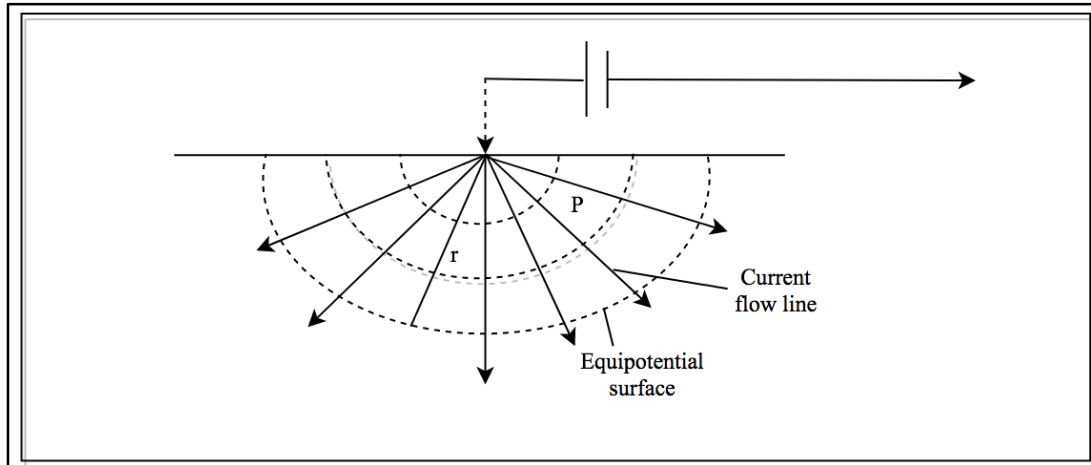 P
r
Current
flow line
Equipotential
surface